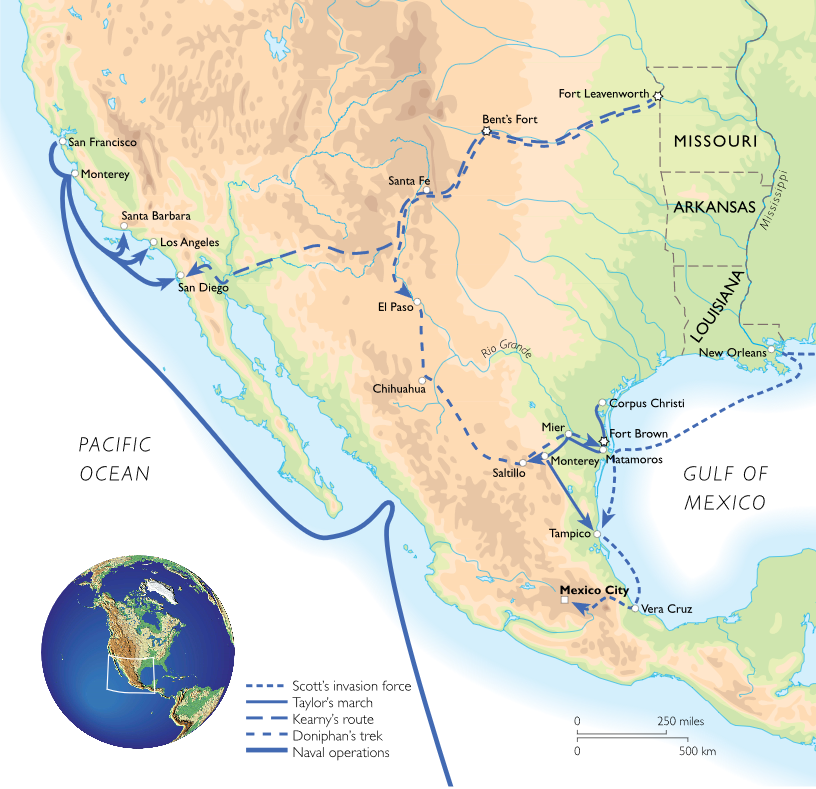 Fort Leavenworth
Bent's Fort
MISSOURI
San Francisco
Monterey
Santa Fe
ARKANSAS
Mississippi
Santa Barbara
Los Angeles
San Diego
LOUISIANA
El Paso
New Orleans
Rio Grande
Chihuahua
Corpus Christi
Mier
Fort Brown
PACIFIC
OCEAN
Monterey
Matamoros
Saltillo
GULF OF
MEXICO
Tampico
Mexico City
Vera Cruz
Scott's invasion force
Taylor's march
Kearny's route
Doniphan's trek
Naval operations
0 250 miles
0 500 km